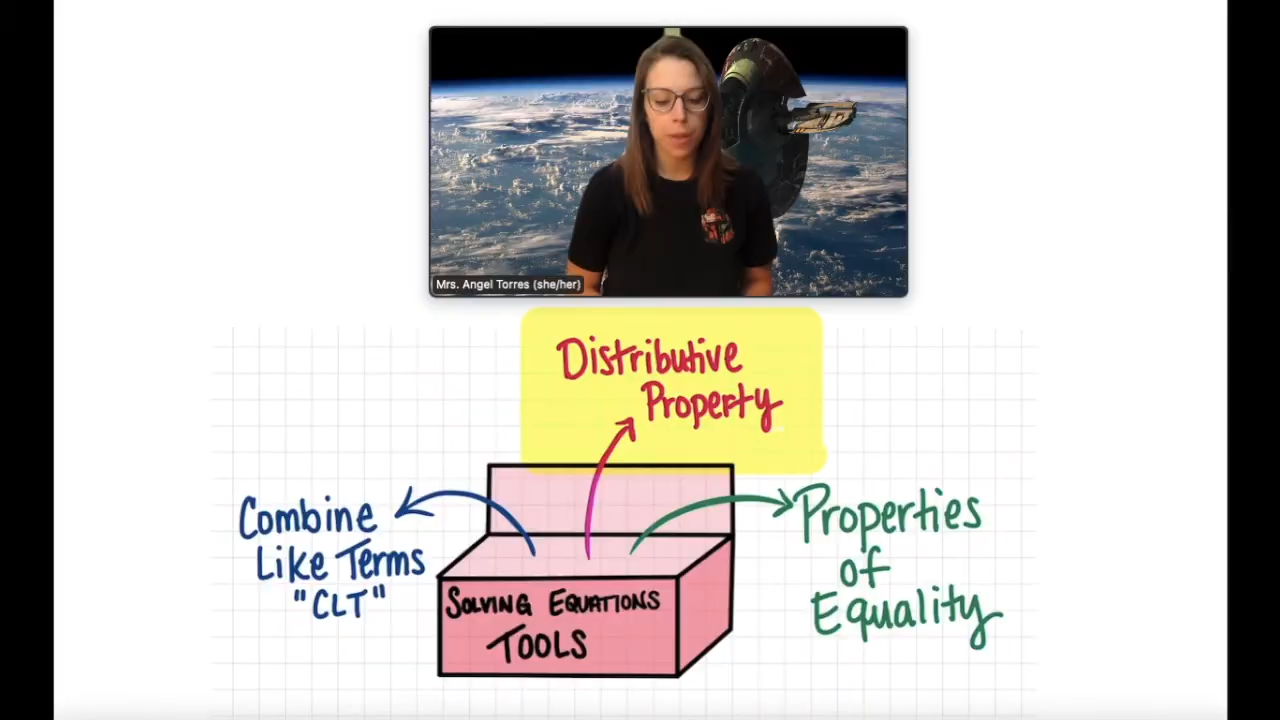 Mrs. Angel Torres (she/her)
Distributive
Property
Combine
Like Terms
"CLT"
Properties
of
Equality
SOLVING EQUATIONS
TOOLS